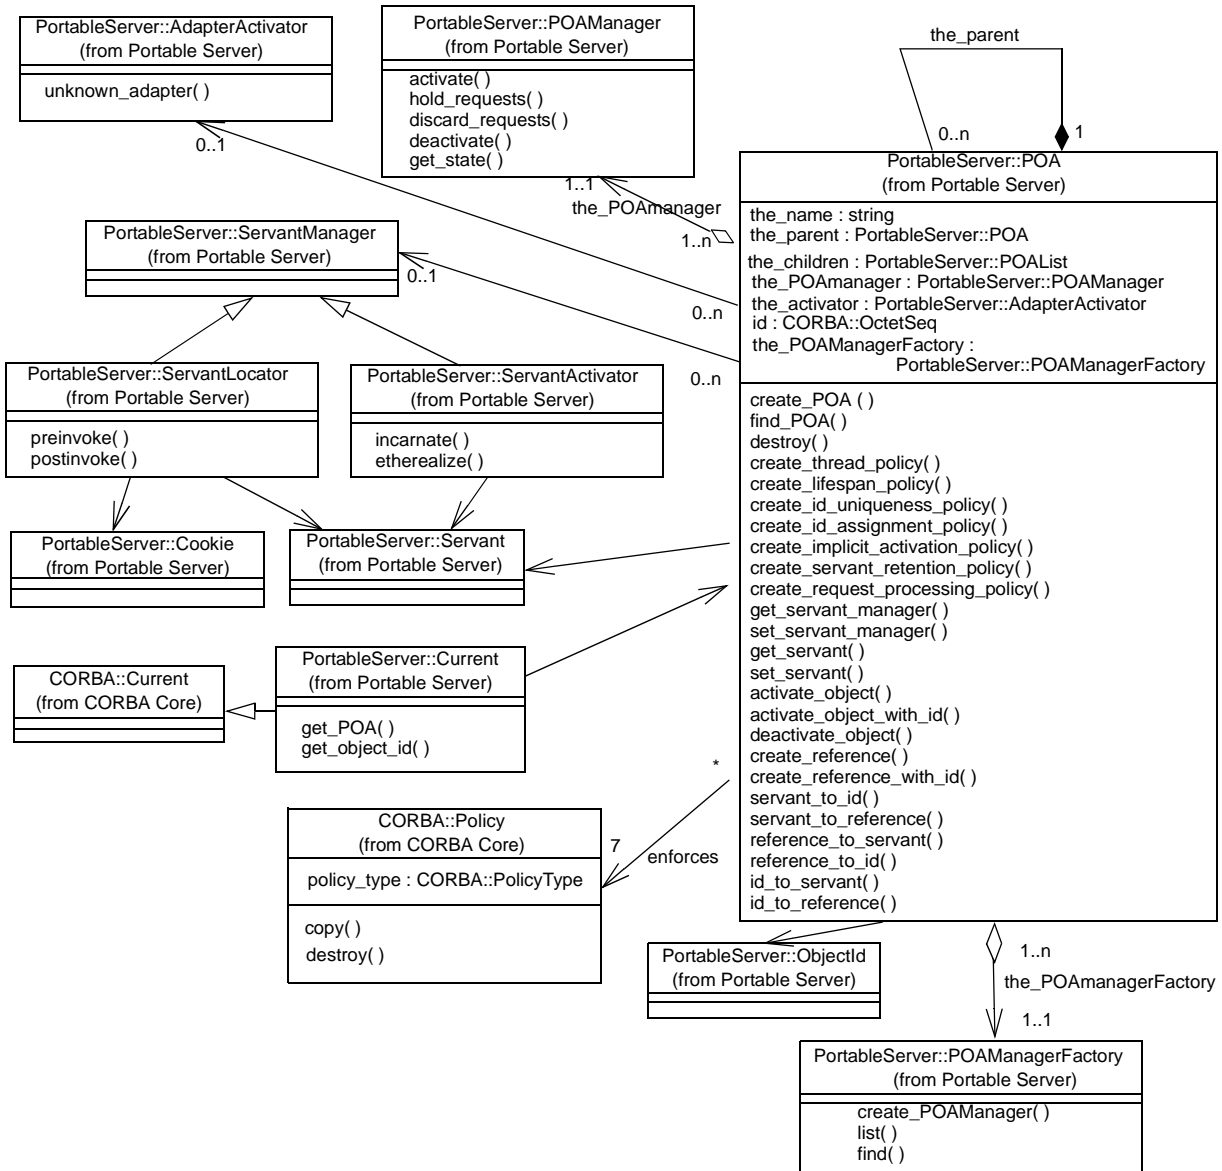 PortableServer::AdapterActivator
(from Portable Server)
unknown_adapter( )
0..1
PortableServer::POAManager
(from Portable Server)
activate( )
hold_requests( )
discard_requests( )
deactivate( )
get_state( )
1..1
the_POAmanager
1..n
the_parent
0..n
1
PortableServer::POA
(from Portable Server)
the_name : string
the_parent : PortableServer::POA
the_children : PortableServer::POAList
the_POAmanager : PortableServer::POAManager
the_activator : PortableServer::AdapterActivator
id : CORBA::OctetSeq
the_POAManagerFactory :
PortableServer::POAManagerFactory
create_POA ( )
find_POA( )
destroy( )
create_thread_policy( )
create_lifespan_policy( )
create_id_uniqueness_policy( )
create_id_assignment_policy( )
create_implicit_activation_policy( )
create_servant_retention_policy( )
create_request_processing_policy( )
get_servant_manager( )
set_servant_manager( )
get_servant( )
set_servant( )
activate_object( )
activate_object_with_id( )
deactivate_object( )
create_reference( )
create_reference_with_id( )
servant_to_id( )
servant_to_reference( )
reference_to_servant( )
reference_to_id( )
id_to_servant( )
id_to_reference( )
PortableServer::ServantManager
(from Portable Server)
0..1
0..n
0..n
PortableServer::ServantLocator
(from Portable Server)
preinvoke( )
postinvoke( )
PortableServer::ServantActivator
(from Portable Server)
incarnate( )
etherealize( )
PortableServer::Cookie
(from Portable Server)
PortableServer::Servant
(from Portable Server)
CORBA::Current
(from CORBA Core)
PortableServer::Current
(from Portable Server)
get_POA( )
get_object_id( )
*
7
enforces
CORBA::Policy
(from CORBA Core)
policy_type : CORBA::PolicyType
copy( )
destroy( )
PortableServer::ObjectId
(from Portable Server)
1..n
the_POAmanagerFactory
1..1
PortableServer::POAManagerFactory
(from Portable Server)
create_POAManager( )
list( )
find( )